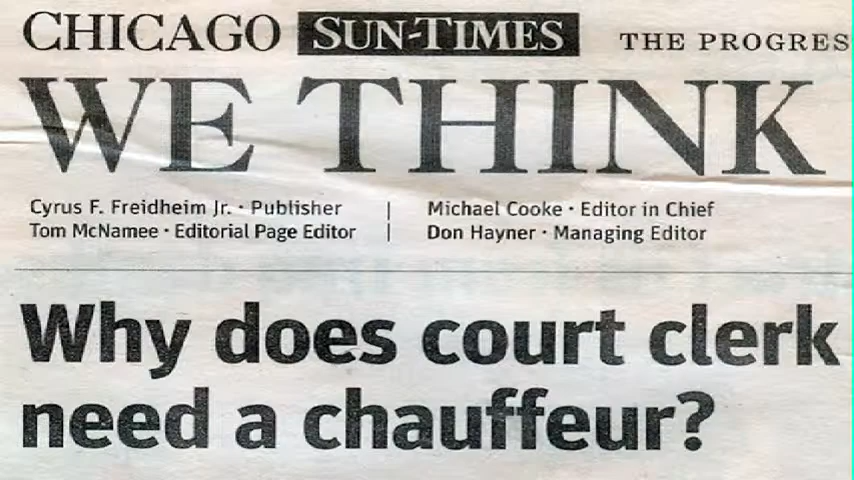 CHICAGO SUN-TIMES THE PROGRES
WE THINK
Cyrus F. Freidheim Jr. · Publisher | Michael Cooke · Editor in Chief
Tom McNamee · Editorial Page Editor | Don Hayner · Managing Editor
Why does court clerk
need a chauffeur?